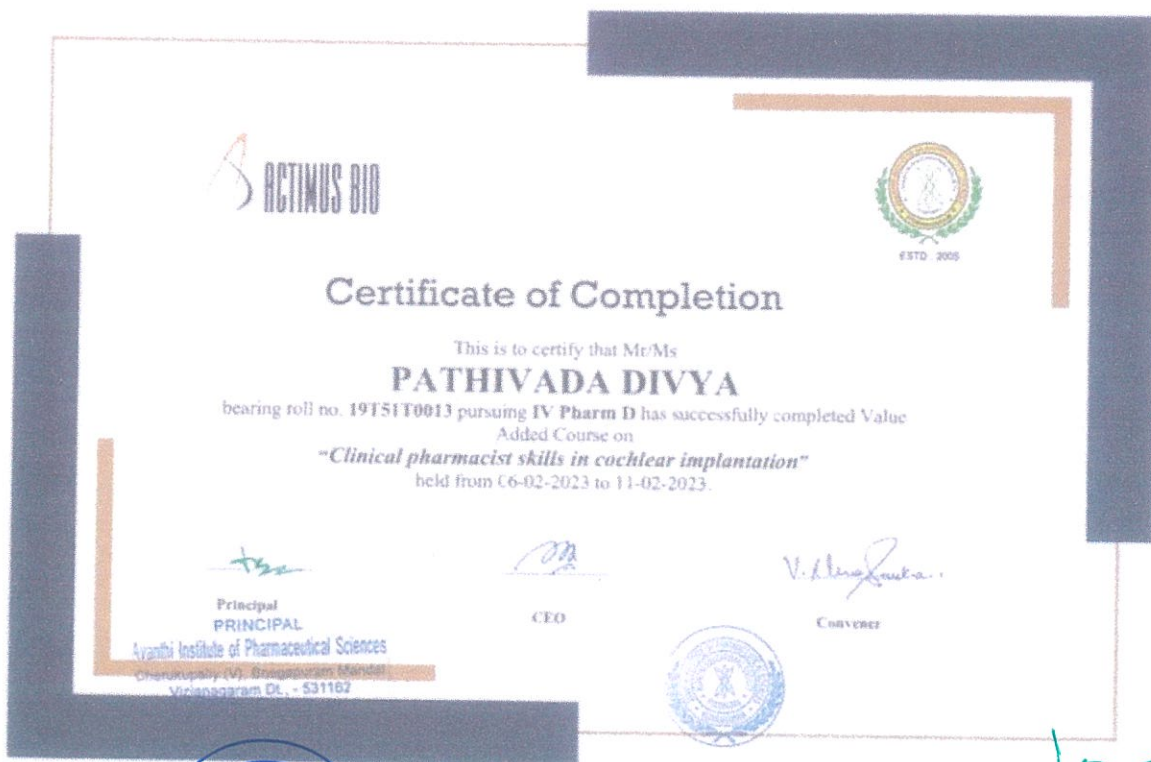 ACTIMUS BIO
ESTD . 2005
Certificate of Completion
This is to certify that Mr/Ms
PATHIVADA DIVYA
bearing roll no. 19T51T0013 pursuing IV Pharm D has successfully completed Value
Added Course on
"Clinical pharmacist skills in cochlear implantation"
held from 06-02-2023 to 11-02-2023.
Principal
PRINCIPAL
Avanthi Institute of Pharmaceutical Sciences
Cherukupally (V), Bhogapuram Mandal
Vizianagaram Dt., - 531162
CEO
Convener